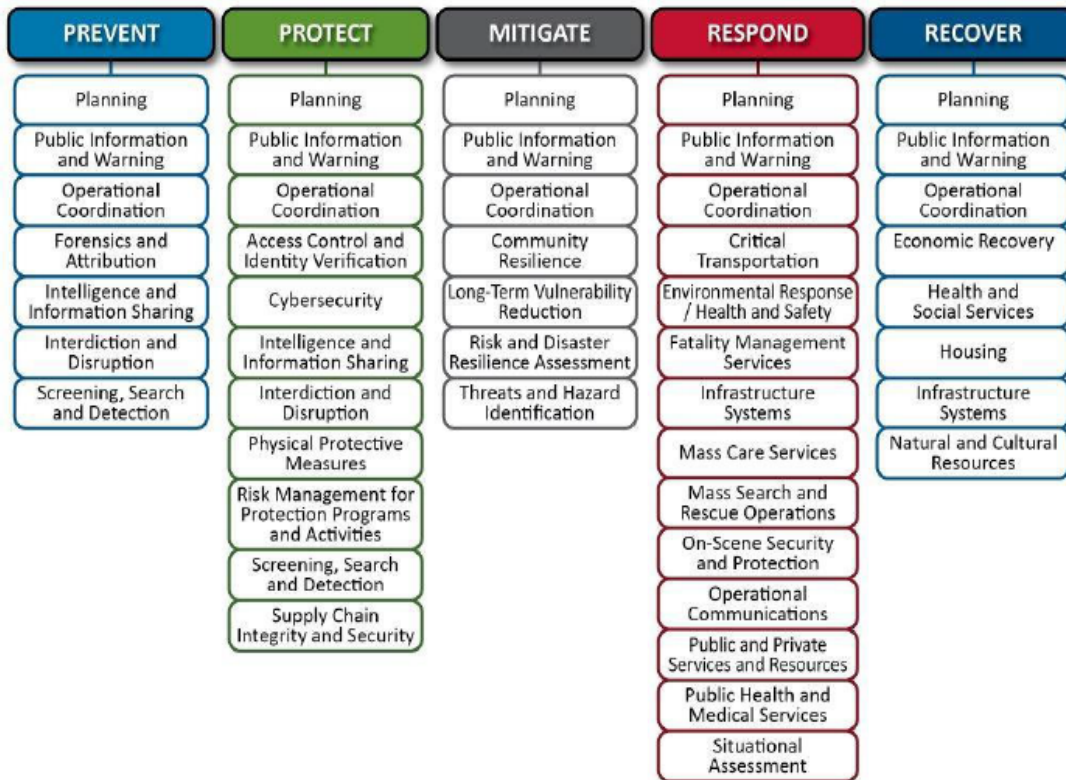 PREVENT
Planning
Public Information
and Warning
Operational
Coordination
Forensics and
Attribution
Intelligence and
Information Sharing
Interdiction and
Disruption
Screening, Search
and Detection
PROTECT
Planning
Public Information
and Warning
Operational
Coordination
Access Control and
Identity Verification
Cybersecurity
Intelligence and
Information Sharing
Interdiction and
Disruption
Physical Protective
Measures
Risk Management for
Protection Programs
and Activities
Screening, Search
and Detection
Supply Chain
Integrity and Security
MITIGATE
Planning
Public Information
and Warning
Operational
Coordination
Community
Resilience
Long-Term Vulnerability
Reduction
Risk and Disaster
Resilience Assessment
Threats and Hazard
Identification
RESPOND
Planning
Public Information
and Warning
Operational
Coordination
Critical
Transportation
Environmental Response
/ Health and Safety
Fatality Management
Services
Infrastructure
Systems
Mass Care Services
Mass Search and
Rescue Operations
On-Scene Security
and Protection
Operational
Communications
Public and Private
Services and Resources
Public Health and
Medical Services
Situational
Assessment
RECOVER
Planning
Public Information
and Warning
Operational
Coordination
Economic Recovery
Health and
Social Services
Housing
Infrastructure
Systems
Natural and Cultural
Resources